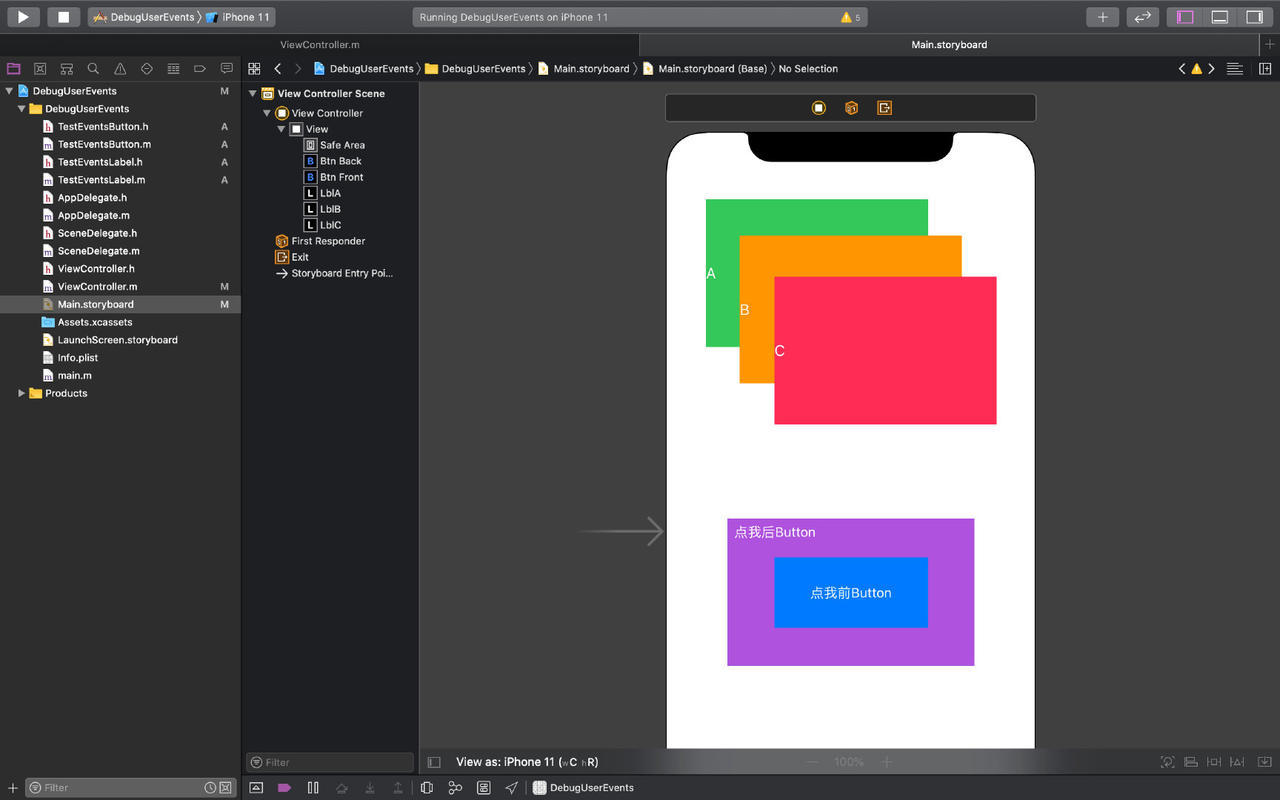 DebugUserEvents iPhone 11 Running DebugUserEvents on iPhone 11 5
ViewController.m Main.storyboard
DebugUserEvents DebugUserEvents Main.storyboard Main.storyboard (Base) No Selection
DebugUserEvents M
DebugUserEvents
TestEventsButton.h A
TestEventsButton.m A
TestEventsLabel.h A
TestEventsLabel.m A
AppDelegate.h
AppDelegate.m
SceneDelegate.h
SceneDelegate.m
ViewController.h
ViewController.m M
Main.storyboard M
Assets.xcassets
LaunchScreen.storyboard
Info.plist
main.m
Products
Filter
View Controller Scene
View Controller
View
Safe Area
B Btn Back
B Btn Front
L LblA
L LblB
L LblC
First Responder
Exit
Storyboard Entry Poi...
Filter
A
B
C
点我后Button
点我前Button
View as: iPhone 11 (wC hR) 100%
DebugUserEvents